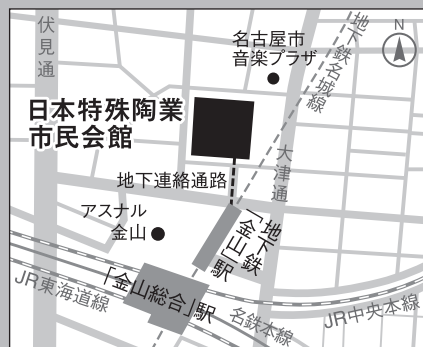 伏見通
名古屋市
音楽プラザ
地下鉄名城線
N
日本特殊陶業
市民会館
大津通
地下連絡通路
アスナル
金山
地下鉄
「金山」駅
「金山総合」駅
JR東海道線
名鉄本線
JR中央本線